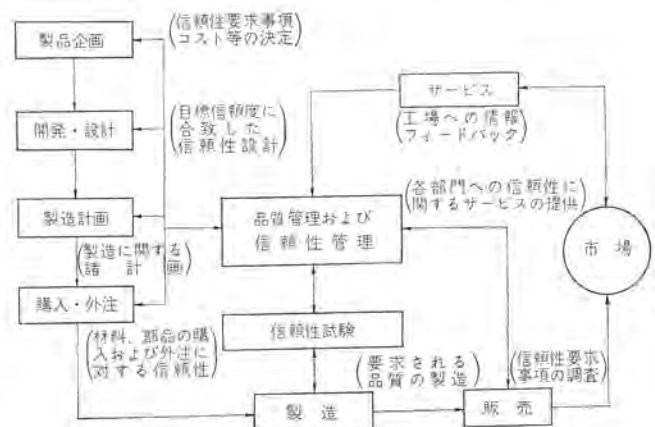 製品企画
(信頼性要求事項
コスト等の決定)
開発・設計
(目標信頼度に
合致した
信頼性設計)
製造計画
(製造に関する
諸計画)
購入・外注
(材料、部品の購
入および外注に
対する信頼性)
サービス
(工場への情報
フィードバック)
品質管理および
信頼性管理
(各部門への信頼性に
関するサービスの提供)
市場
信頼性試験
製造
(要求される
品質の製造)
販売
(信頼性要求
事項の調査)